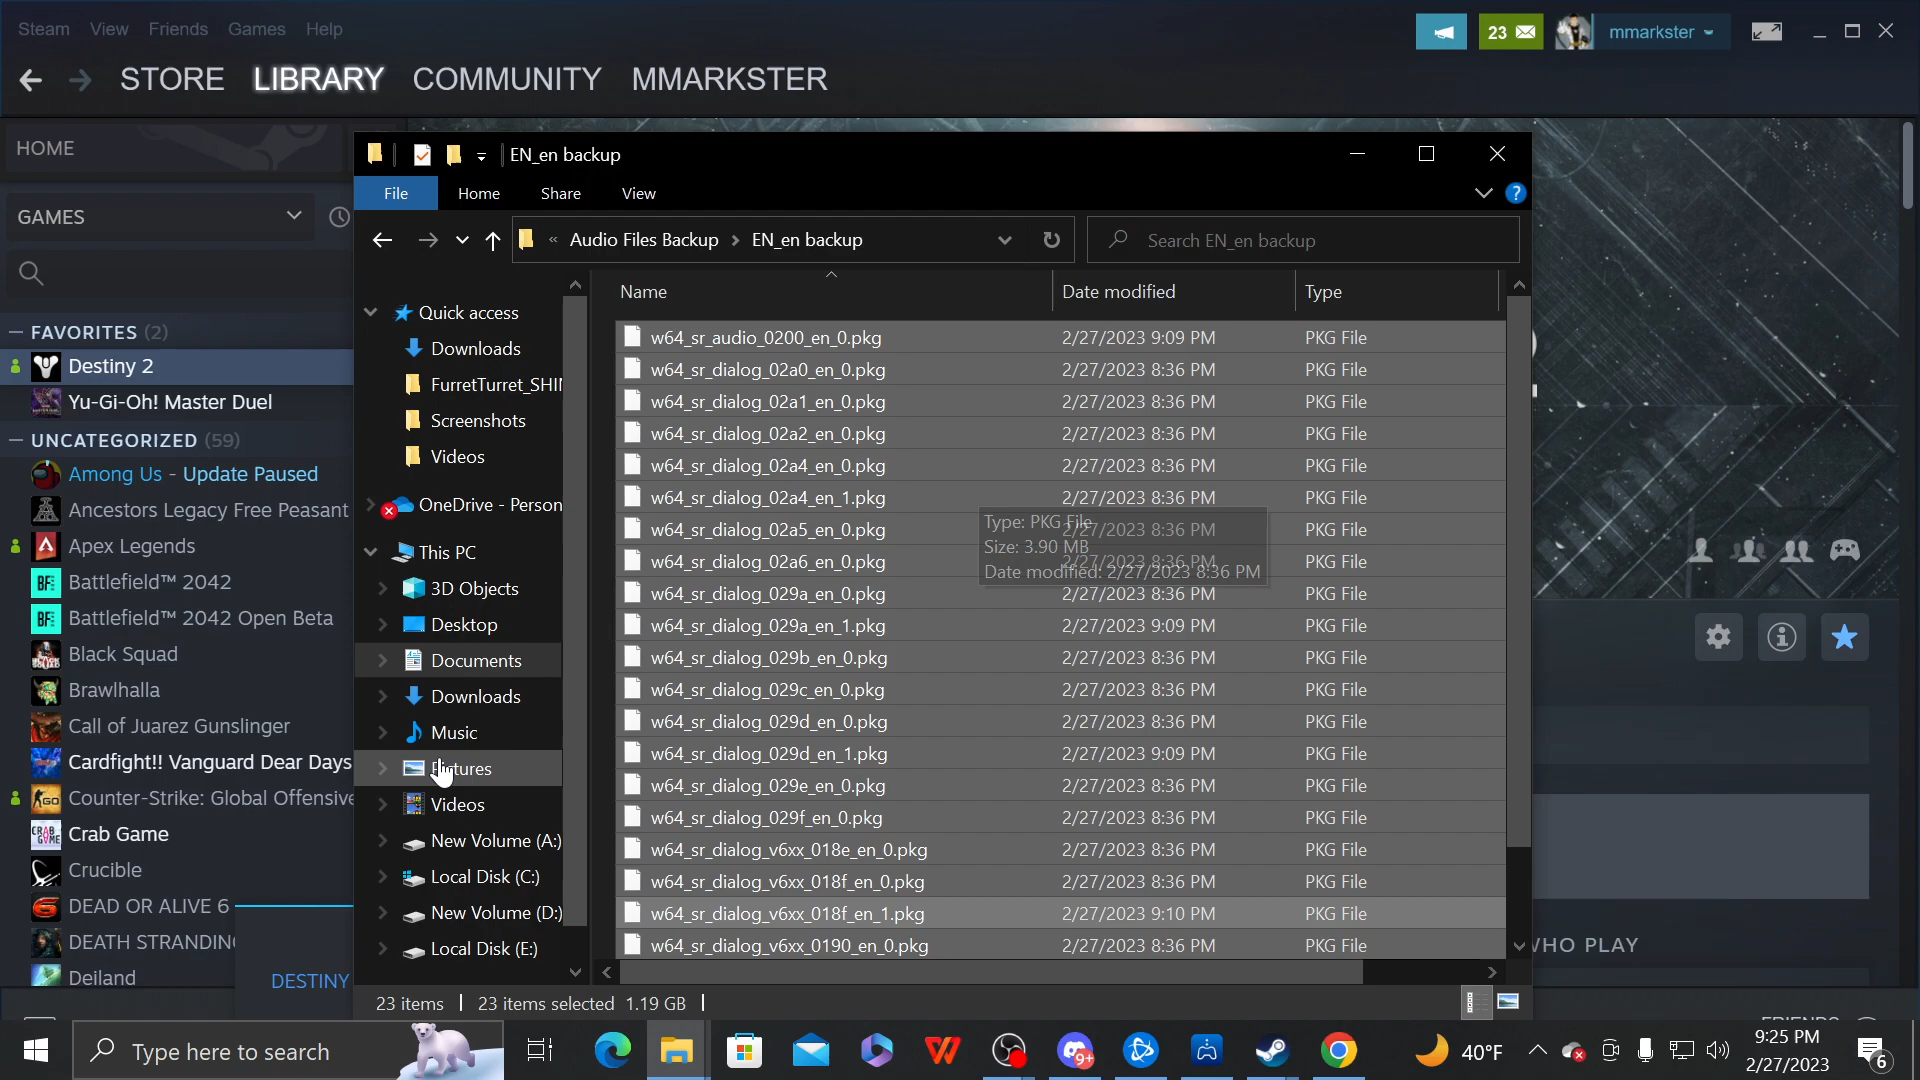 Steam View Friends Games Help
23
mmarkster
STORE LIBRARY COMMUNITY MMARKSTER
HOME
GAMES
FAVORITES (2)
Destiny 2
Yu-Gi-Oh! Master Duel
UNCATEGORIZED (59)
Among Us - Update Paused
Ancestors Legacy Free Peasant
Apex Legends
Battlefield™ 2042
Battlefield™ 2042 Open Beta
Black Squad
Brawlhalla
Call of Juarez Gunslinger
Cardfight!! Vanguard Dear Days
Counter-Strike: Global Offensive
Crab Game
Crucible
DEAD OR ALIVE 6
DEATH STRANDING
Deiland
DESTINY
EN_en backup
File Home Share View
« Audio Files Backup > EN_en backup
Search EN_en backup
Quick access
Downloads
FurretTurret_SHI
Screenshots
Videos
OneDrive - Person
This PC
3D Objects
Desktop
Documents
Downloads
Music
Pictures
Videos
New Volume (A:)
Local Disk (C:)
New Volume (D:)
Local Disk (E:)
Name Date modified Type
w64_sr_audio_0200_en_0.pkg 2/27/2023 9:09 PM PKG File
w64_sr_dialog_02a0_en_0.pkg 2/27/2023 8:36 PM PKG File
w64_sr_dialog_02a1_en_0.pkg 2/27/2023 8:36 PM PKG File
w64_sr_dialog_02a2_en_0.pkg 2/27/2023 8:36 PM PKG File
w64_sr_dialog_02a4_en_0.pkg 2/27/2023 8:36 PM PKG File
w64_sr_dialog_02a4_en_1.pkg 2/27/2023 8:36 PM PKG File
w64_sr_dialog_02a5_en_0.pkg 2/27/2023 8:36 PM PKG File
w64_sr_dialog_02a6_en_0.pkg 2/27/2023 8:36 PM PKG File
w64_sr_dialog_029a_en_0.pkg 2/27/2023 8:36 PM PKG File
w64_sr_dialog_029a_en_1.pkg 2/27/2023 9:09 PM PKG File
w64_sr_dialog_029b_en_0.pkg 2/27/2023 8:36 PM PKG File
w64_sr_dialog_029c_en_0.pkg 2/27/2023 8:36 PM PKG File
w64_sr_dialog_029d_en_0.pkg 2/27/2023 8:36 PM PKG File
w64_sr_dialog_029d_en_1.pkg 2/27/2023 9:09 PM PKG File
w64_sr_dialog_029e_en_0.pkg 2/27/2023 8:36 PM PKG File
w64_sr_dialog_029f_en_0.pkg 2/27/2023 8:36 PM PKG File
w64_sr_dialog_v6xx_018e_en_0.pkg 2/27/2023 8:36 PM PKG File
w64_sr_dialog_v6xx_018f_en_0.pkg 2/27/2023 8:36 PM PKG File
w64_sr_dialog_v6xx_018f_en_1.pkg 2/27/2023 9:10 PM PKG File
w64_sr_dialog_v6xx_0190_en_0.pkg 2/27/2023 8:36 PM PKG File
Type: PKG File
Size: 3.90 MB
Date modified: 2/27/2023 8:36 PM
23 items 23 items selected 1.19 GB
WHO PLAY
Type here to search
9+
40°F
9:25 PM
2/27/2023
6